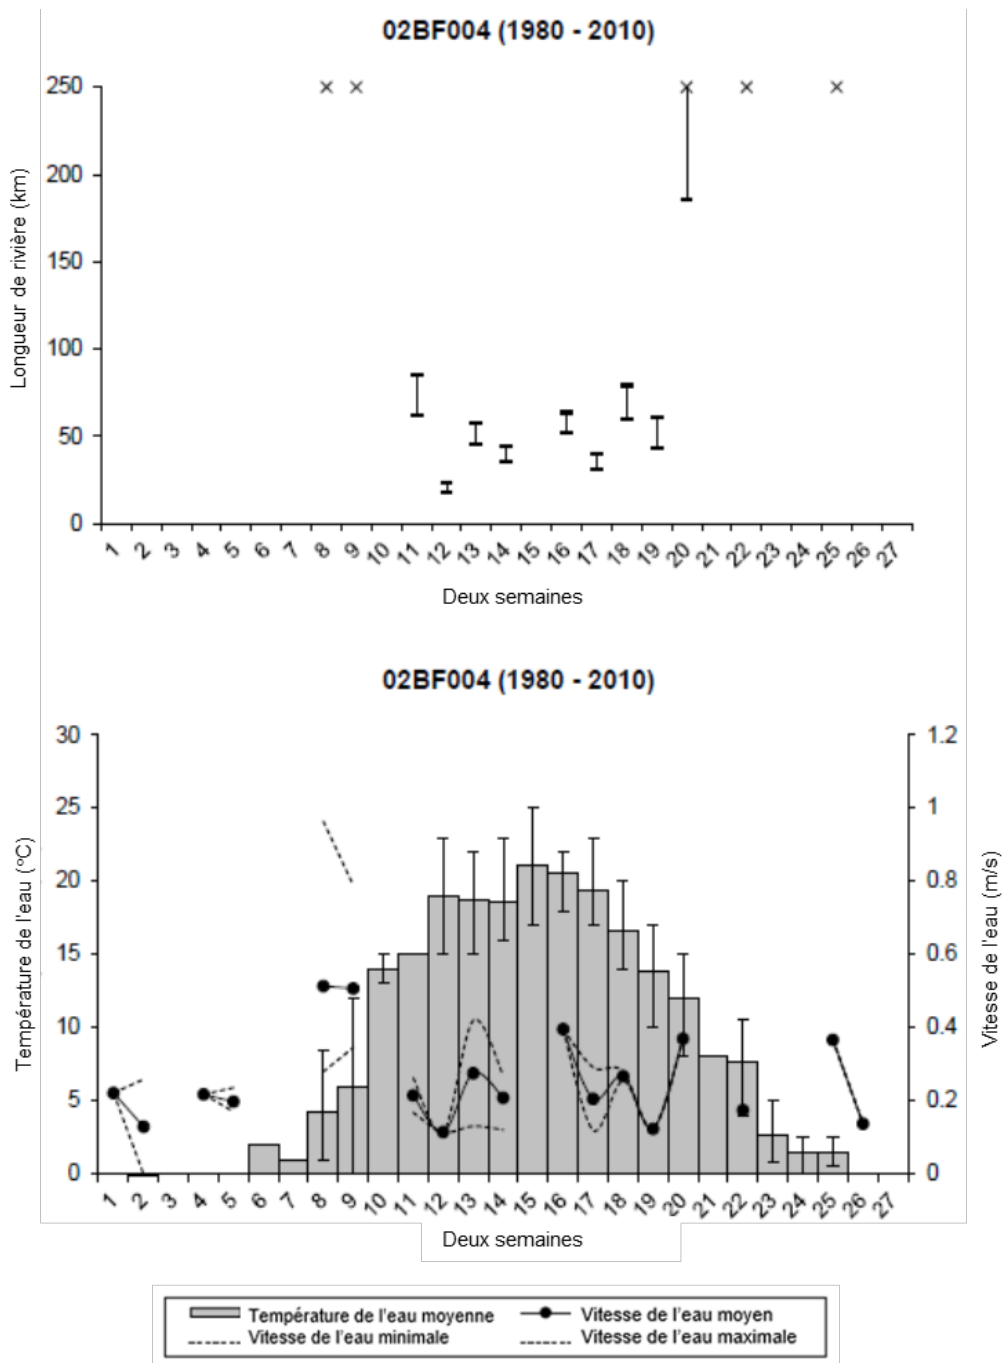 02BF004 (1980 - 2010)
250
200
150
100
50
0
Longueur de rivière (km)
1 2 3 4 5 6 7 8 9 10 11 12 13 14 15 16 17 18 19 20 21 22 25 26 27
Deux semaines
02BF004 (1980 - 2010)
30
25
20
15
10
5
0
Température de l'eau (°C)
1.2
1
0.8
0.6
0.4
0.2
0
Vitesse de l'eau (m/s)
1 2 3 4 5 6 7 8 9 10 11 12 13 14 15 16 17 18 19 20 21 22 23 24 25 26 27
Deux semaines
Température de l'eau moyenne
Vitesse de l'eau moyen
Vitesse de l'eau minimale
Vitesse de l'eau maximale